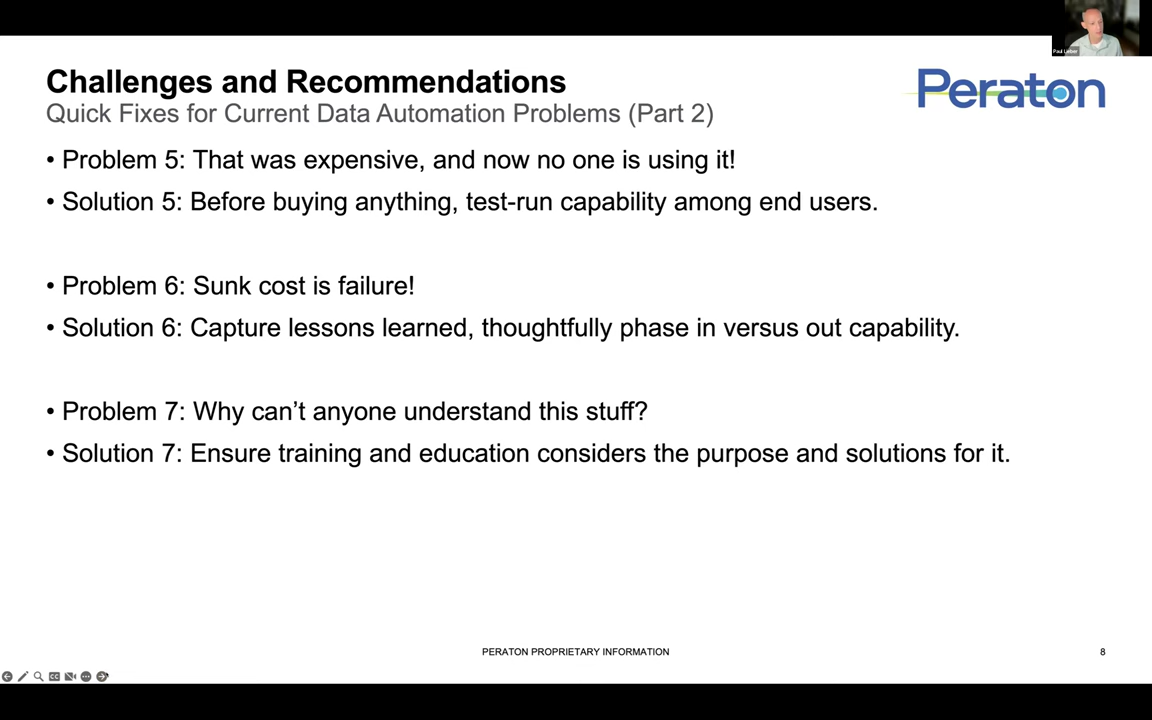 Paul Lieber
Challenges and Recommendations
Peraton
Quick Fixes for Current Data Automation Problems (Part 2)
• Problem 5: That was expensive, and now no one is using it!
• Solution 5: Before buying anything, test-run capability among end users.
• Problem 6: Sunk cost is failure!
• Solution 6: Capture lessons learned, thoughtfully phase in versus out capability.
• Problem 7: Why can’t anyone understand this stuff?
• Solution 7: Ensure training and education considers the purpose and solutions for it.
PERATON PROPRIETARY INFORMATION
8